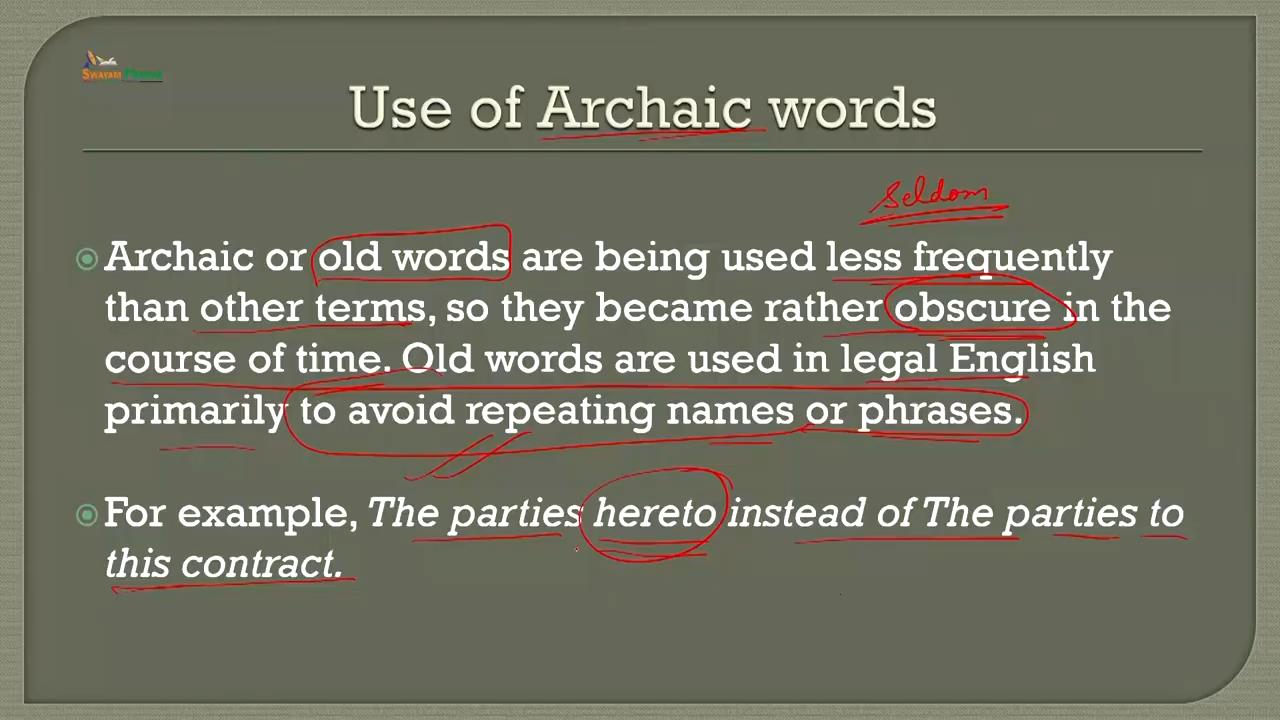 SWAYAM PRABHA
Use of Archaic words
Seldom
Archaic or old words are being used less frequently
than other terms, so they became rather obscure in the
course of time. Old words are used in legal English
primarily to avoid repeating names or phrases.
For example, The parties hereto instead of The parties to
this contract.